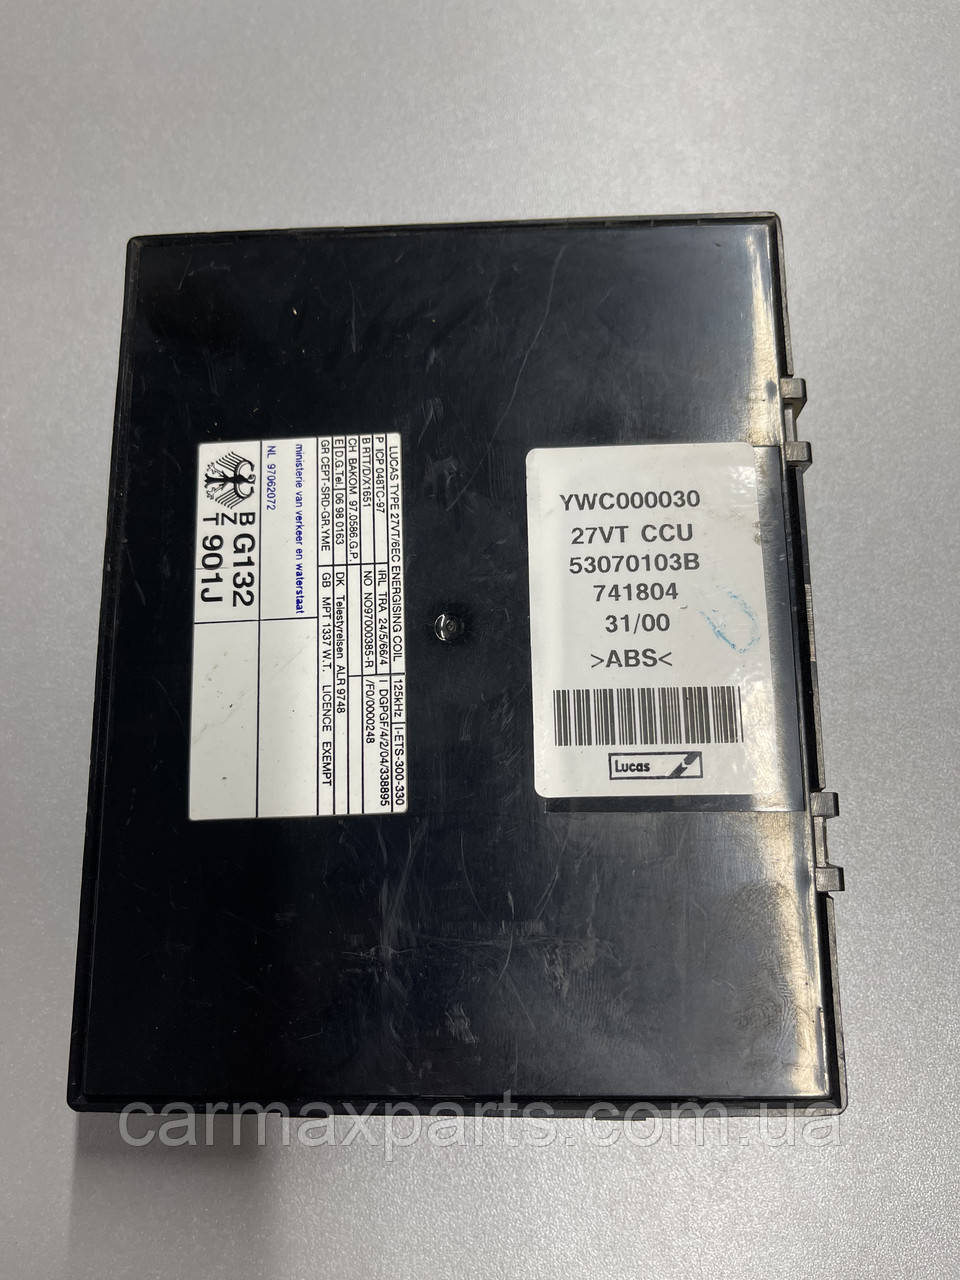 YWC000030
27VT CCU
53070103B
741804
31/00
>ABS<
Lucas
LUCAS TYPE 27VT/6EC ENERGISING COIL 125kHz I-ETS-300-330
P ICP 048TC-97 IRL TRA 24/5/66/4 I DGPGF/4/2/04/338895
B RTT/D/X1651 NO NO97000385-R /F0/0000248
CH BAKOM 97.0586.G.P.
E D.G.Tel. 06 98 0163 DK Telestyrelsen ALR 9748
GR CEPT-SRD-GR.YME GB MPT 1337 W.T. LICENCE EXEMPT
ministerie van verkeer en waterstaat
NL 97062072
BZT
B G132
T 901J
carmaxparts.com.ua